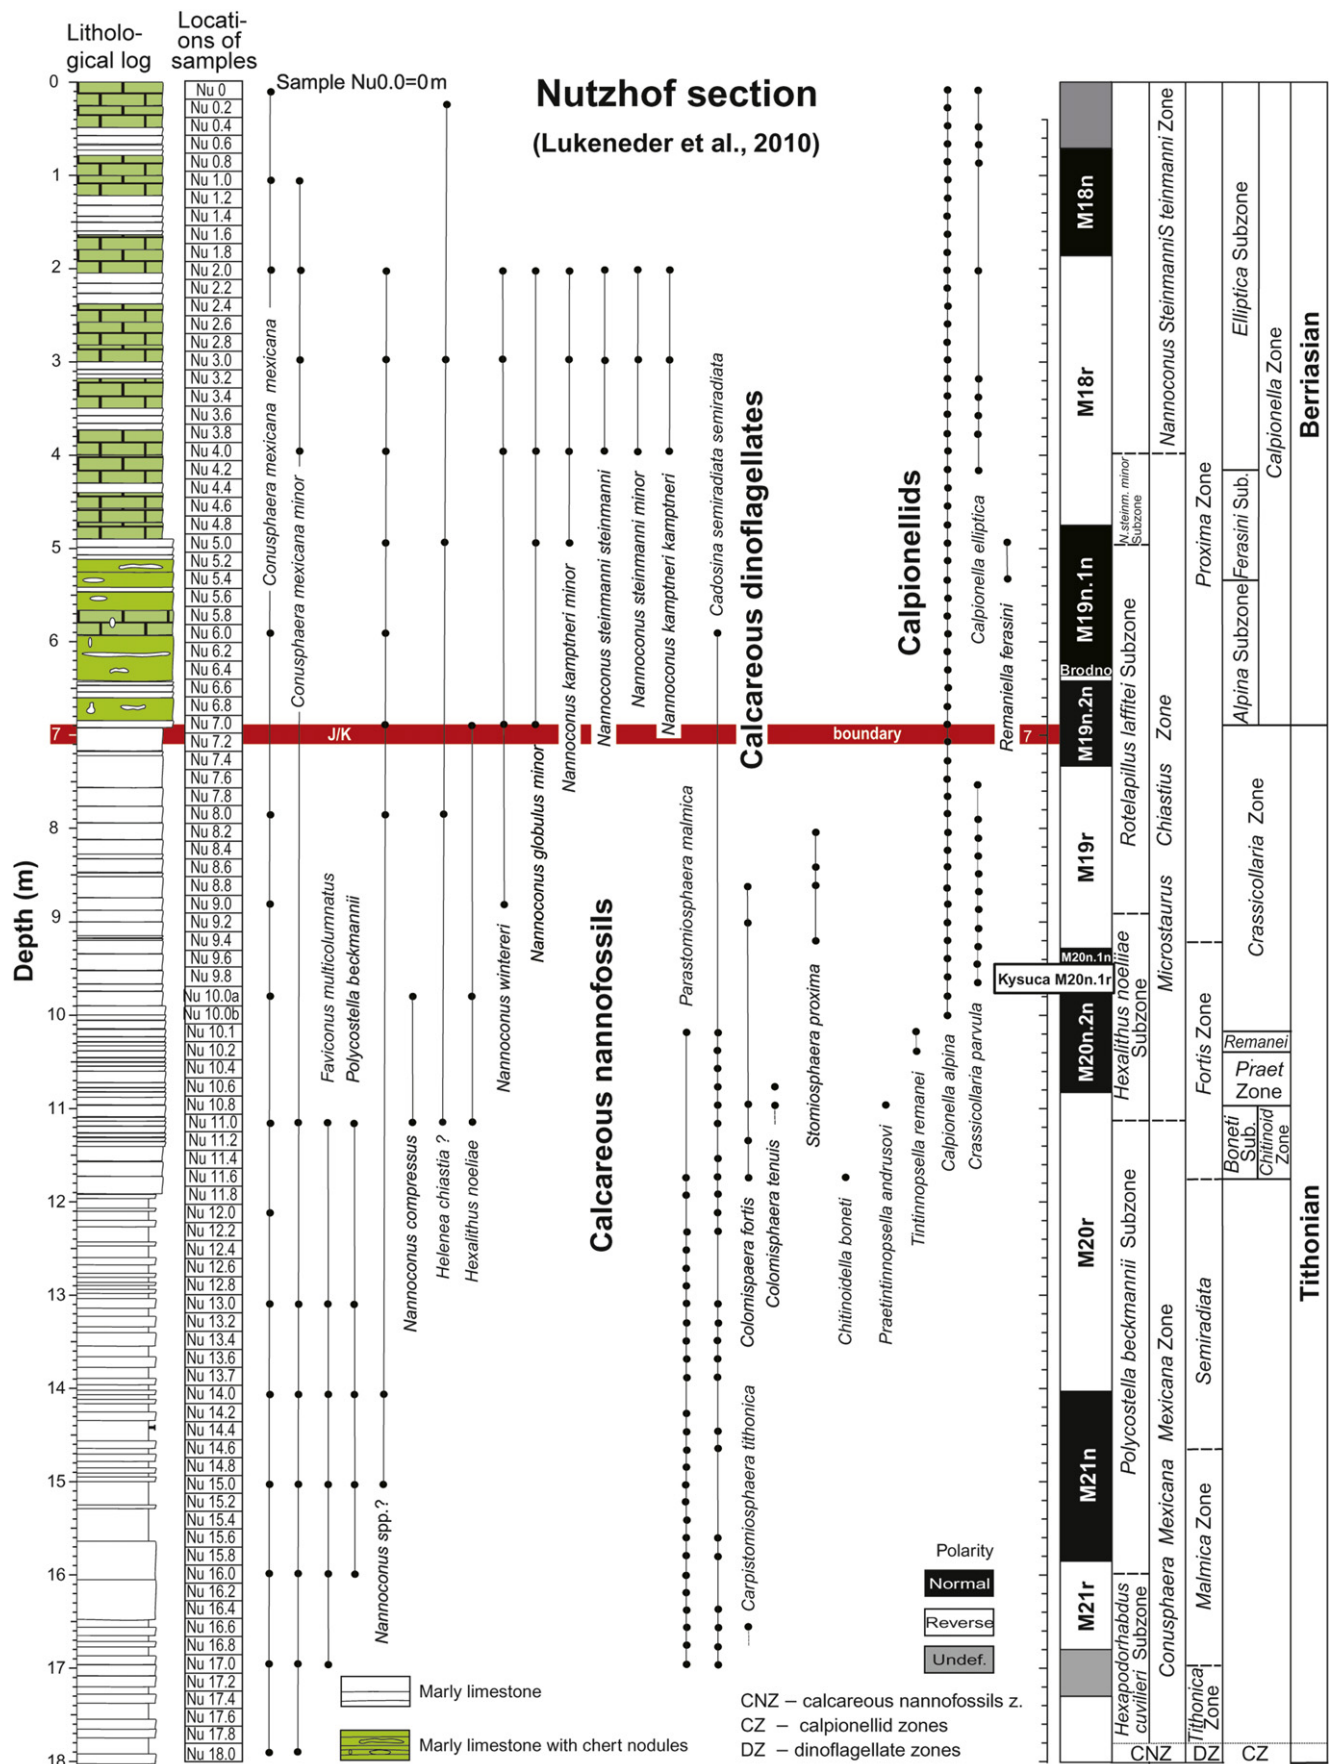 Litholo-
gical log
Locati-
ons of
samples
Sample Nu0.0=0m
Nutzhof section
(Lukeneder et al., 2010)
Depth (m)
0
1
2
3
4
5
6
7
8
9
10
11
12
13
14
15
16
17
18
Nu 0
Nu 0.2
Nu 0.4
Nu 0.6
Nu 0.8
Nu 1.0
Nu 1.2
Nu 1.4
Nu 1.6
Nu 1.8
Nu 2.0
Nu 2.2
Nu 2.4
Nu 2.6
Nu 2.8
Nu 3.0
Nu 3.2
Nu 3.4
Nu 3.6
Nu 3.8
Nu 4.0
Nu 4.2
Nu 4.4
Nu 4.6
Nu 4.8
Nu 5.0
Nu 5.2
Nu 5.4
Nu 5.6
Nu 5.8
Nu 6.0
Nu 6.2
Nu 6.4
Nu 6.6
Nu 6.8
Nu 7.0
Nu 7.2
Nu 7.4
Nu 7.6
Nu 7.8
Nu 8.0
Nu 8.2
Nu 8.4
Nu 8.6
Nu 8.8
Nu 9.0
Nu 9.2
Nu 9.4
Nu 9.6
Nu 9.8
Nu 10.0a
Nu 10.0b
Nu 10.1
Nu 10.2
Nu 10.4
Nu 10.6
Nu 10.8
Nu 11.0
Nu 11.2
Nu 11.4
Nu 11.6
Nu 11.8
Nu 12.0
Nu 12.2
Nu 12.4
Nu 12.6
Nu 12.8
Nu 13.0
Nu 13.2
Nu 13.4
Nu 13.6
Nu 13.7
Nu 14.0
Nu 14.2
Nu 14.4
Nu 14.6
Nu 14.8
Nu 15.0
Nu 15.2
Nu 15.4
Nu 15.6
Nu 15.8
Nu 16.0
Nu 16.2
Nu 16.4
Nu 16.6
Nu 16.8
Nu 17.0
Nu 17.2
Nu 17.4
Nu 17.6
Nu 17.8
Nu 18.0
J/K
boundary
7
Conusphaera mexicana mexicana
Conusphaera mexicana minor
Faviconus multicolumnatus
Polycostella beckmannii
Nannoconus spp.?
Nannoconus compressus
Helenea chiastia ?
Hexalithus noeliae
Nannoconus wintereri
Nannoconus globulus minor
Nannoconus kamptneri minor
Nannoconus steinmanni steinmanni
Nannoconus steinmanni minor
Nannoconus kamptneri kamptneri
Calcareous nannofossils
Parastomiosphaera malmica
Cadosina semiradiata semiradiata
Calcareous dinoflagellates
Carpistomiosphaera tithonica
Colomispaera fortis
Colomisphaera tenuis
Stomiosphaera proxima
Chitinoidella boneti
Praetintinnopsella andrusovi
Tintinnopsella remanei
Calpionellids
Calpionella alpina
Crassicollaria parvula
Calpionella elliptica
Remaniella ferasini
M18n
M18r
M19n.1n
Brodno
M19n.2n
M19r
M20n.1n
Kysuca M20n.1r
M20n.2n
M20r
M21n
M21r
Nannoconus SteinmanniS teinmanni Zone
N.steinm. minor
Subzone
Rotelapillus laffitei Subzone
Hexalithus noelliae
Subzone
Polycostella beckmannii Subzone
Hexapodorhabdus
cuvilieri Subzone
Microstaurus Chiastius Zone
Conusphaera Mexicana Mexicana Zone
Proxima Zone
Fortis Zone
Semiradiata
Malmica Zone
Tithonica
Zone
Elliptica Subzone
Ferasini Sub.
Alpina Subzone
Calpionella Zone
Crassicollaria Zone
Remanei
Praet
Zone
Boneti
Sub.
Chitinoid
Zone
Berriasian
Tithonian
CNZ
DZ
CZ
Polarity
Normal
Reverse
Undef.
Marly limestone
Marly limestone with chert nodules
CNZ – calcareous nannofossils z.
CZ – calpionellid zones
DZ – dinoflagellate zones